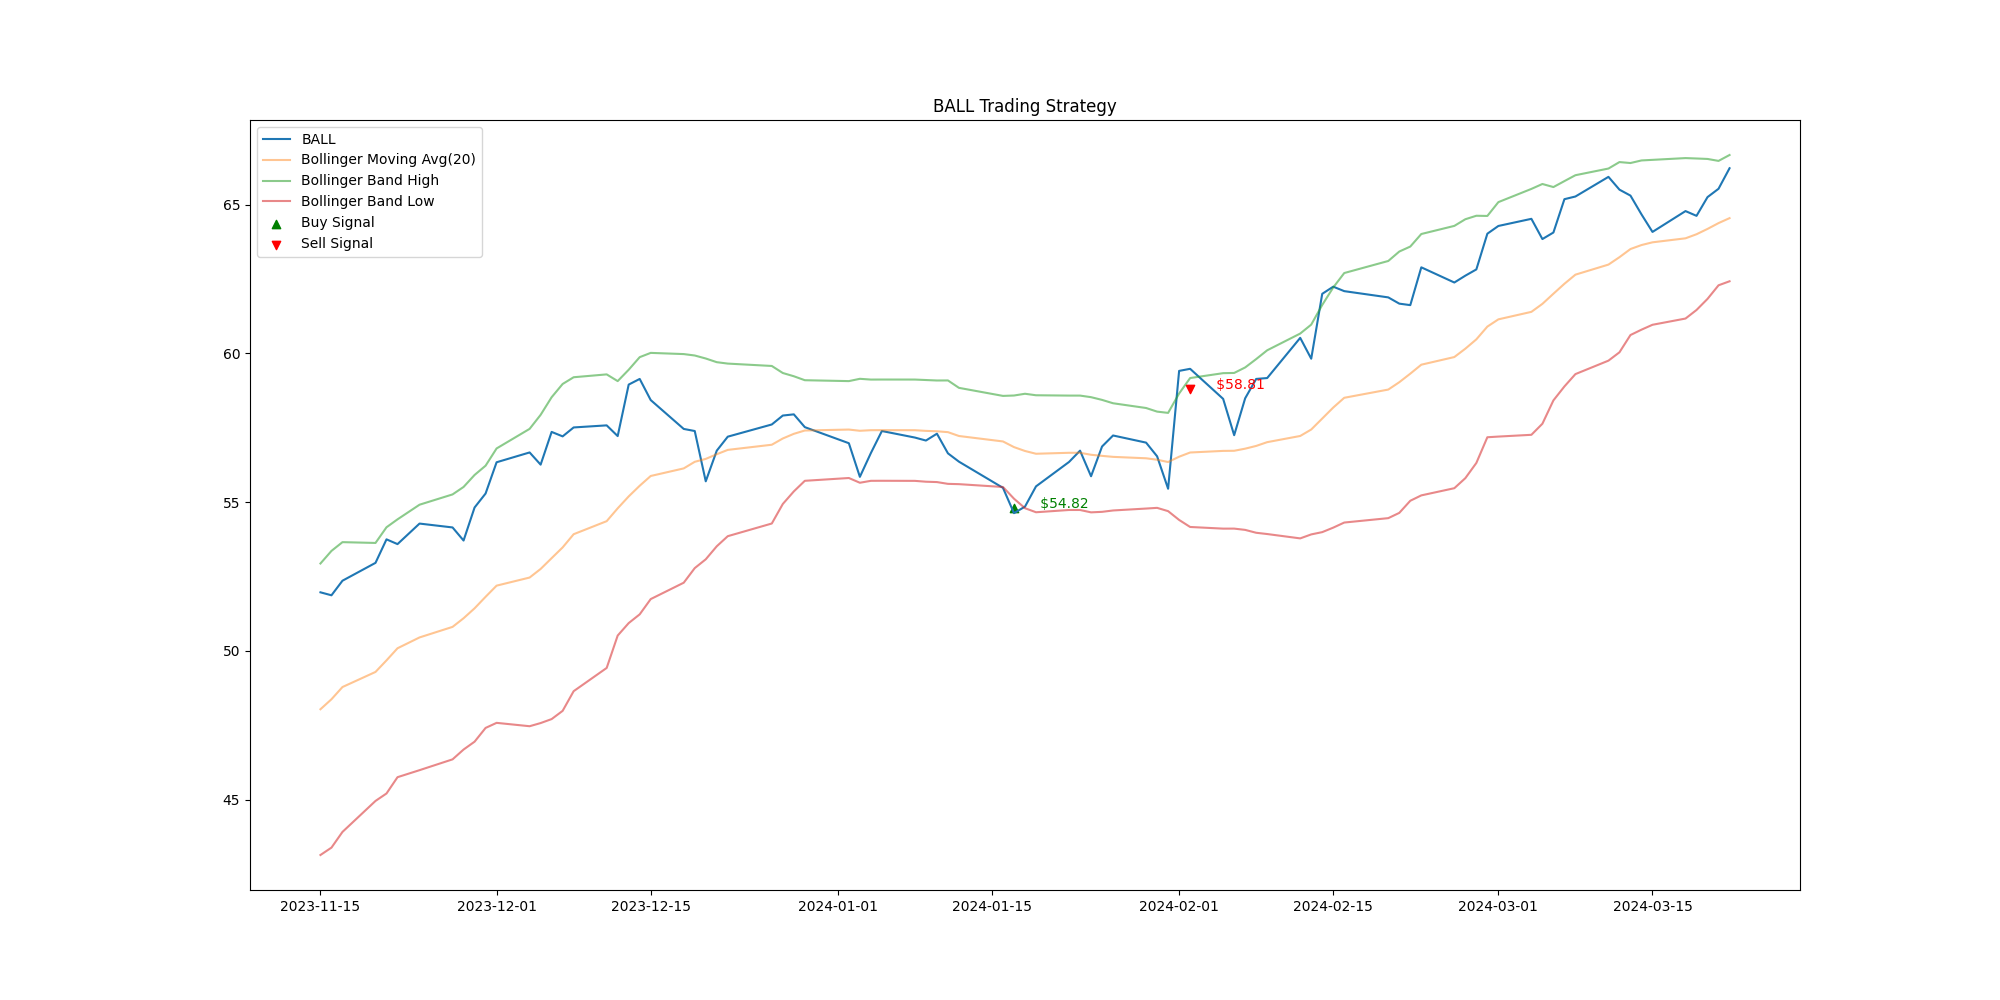 BALL Trading Strategy
BALL
Bollinger Moving Avg(20)
Bollinger Band High
Bollinger Band Low
Buy Signal
Sell Signal
65
60
55
50
45
$58.81
$54.82
2023-11-15
2023-12-01
2023-12-15
2024-01-01
2024-01-15
2024-02-01
2024-02-15
2024-03-01
2024-03-15